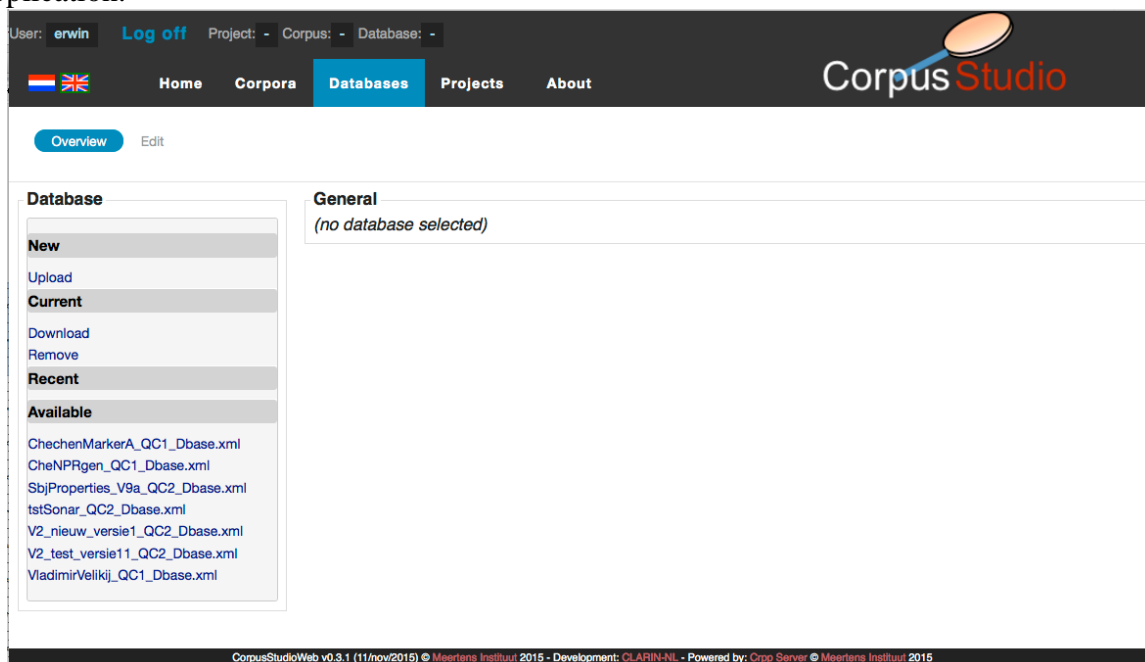 plication.
User: erwin Log off Project: - Corpus: - Database: -
Home Corpora Databases Projects About
CorpusStudio
Overview Edit
Database
General
(no database selected)
New
Upload
Current
Download
Remove
Recent
Available
ChechenMarkerA_QC1_Dbase.xml
CheNPRgen_QC1_Dbase.xml
SbjProperties_V9a_QC2_Dbase.xml
tstSonar_QC2_Dbase.xml
V2_nieuw_versie1_QC2_Dbase.xml
V2_test_versie11_QC2_Dbase.xml
VladimirVelikij_QC1_Dbase.xml
CorpusStudioWeb v0.3.1 (11/nov/2015) © Meertens Instituut 2015 - Development: CLARIN-NL - Powered by: Crpp Server © Meertens Instituut 2015